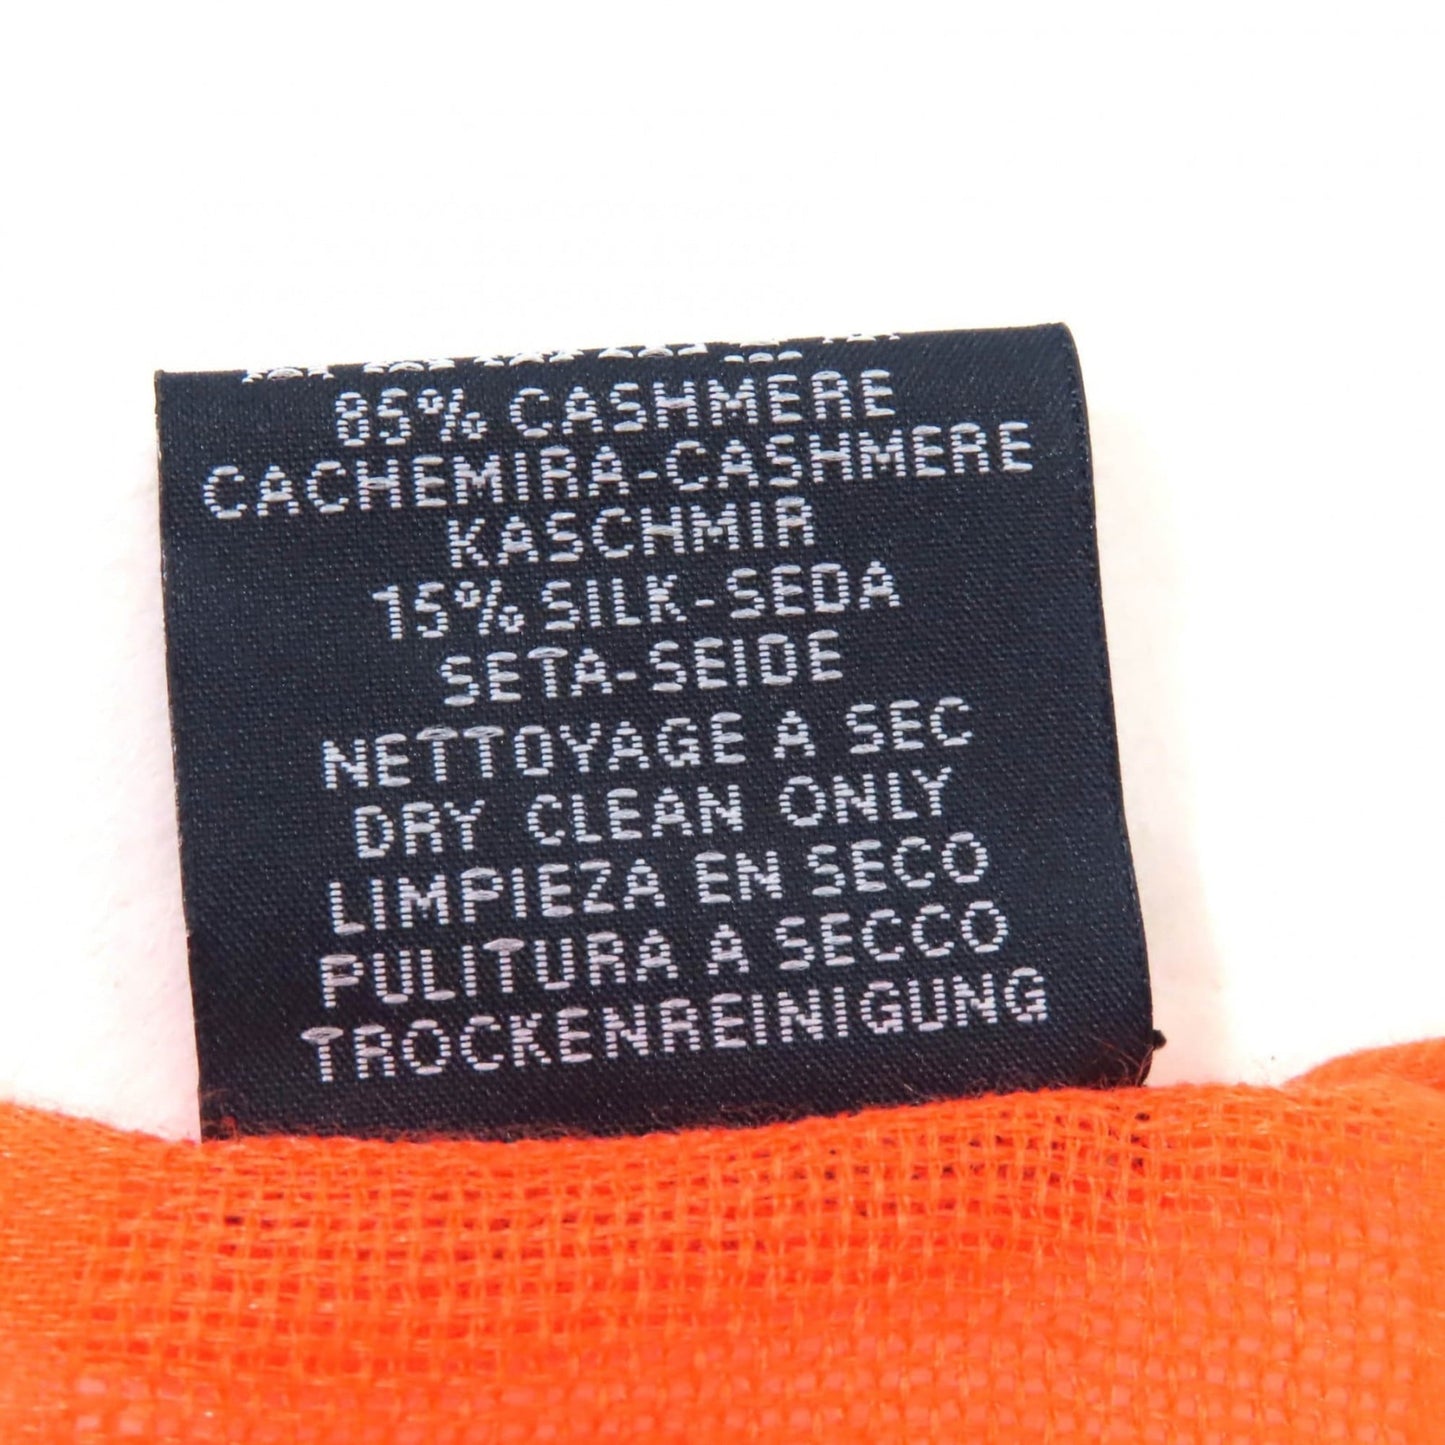 85% CASHMERE
CACHEMIRA-CASHMERE
KASCHMIR
15% SILK-SEDA
SETA-SEIDE
NETTOYAGE A SEC
DRY CLEAN ONLY
LIMPIEZA EN SECO
PULITURA A SECCO
TROCKENREINIGUNG